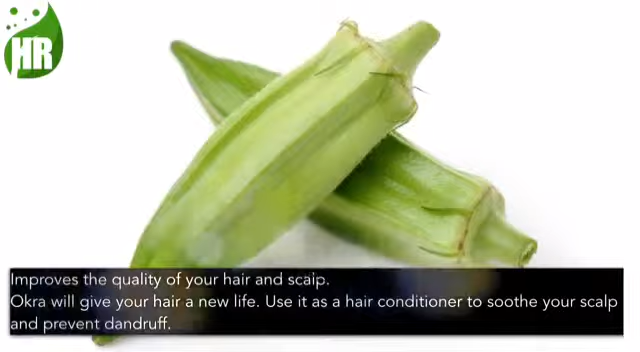 HR
Improves the quality of your hair and scalp.
Okra will give your hair a new life. Use it as a hair conditioner to soothe your scalp
and prevent dandruff.